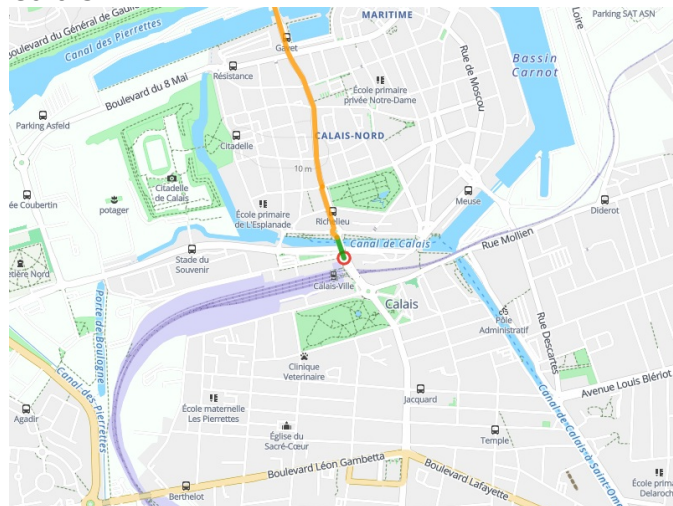 MARITIME
Parking SAT ASN
Boulevard du Général de Gaul
Canal des Pierrettes
Gavet
Loire
Rue de Moscou
Bassin
Carnot
Résistance
École primaire
privée Notre-Dame
Boulevard du 8 Mai
Parking Asfeld
CALAIS-NORD
Citadelle
10 m
Citadelle
de Calais
potager
ée Coubertin
École primaire
de L'Esplanade
Richelieu
Meuse
Diderot
Canal de Calais
Rue Mollien
Stade du
Souvenir
etière Nord
Calais-Ville
Calais
Porte de Boulogne
Pôle
Administratif
Rue Descartes
Clinique
Veterinaire
Canal des Pierrettes
Avenue Louis Blériot
Jacquard
École maternelle
Les Pierrettes
Agadir
Canal de Calais à Saint-Ome
Église du
Sacré-Cœur
Temple
Boulevard Léon Gambetta
Boulevard Lafayette
Berthelot
École prima
Delaroch